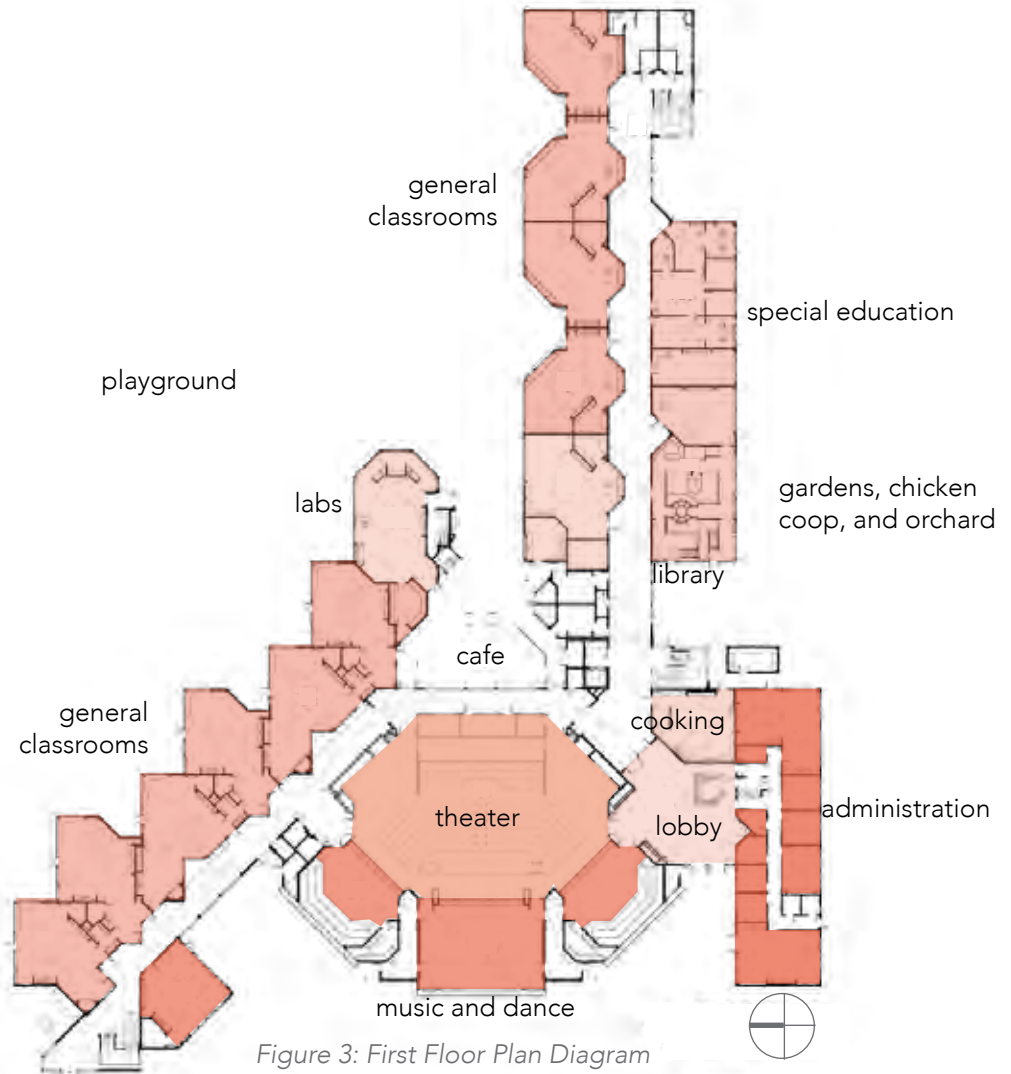 general
classrooms
special education
playground
gardens, chicken
coop, and orchard
labs
library
cafe
general
classrooms
cooking
theater
lobby
administration
music and dance
Figure 3: First Floor Plan Diagram